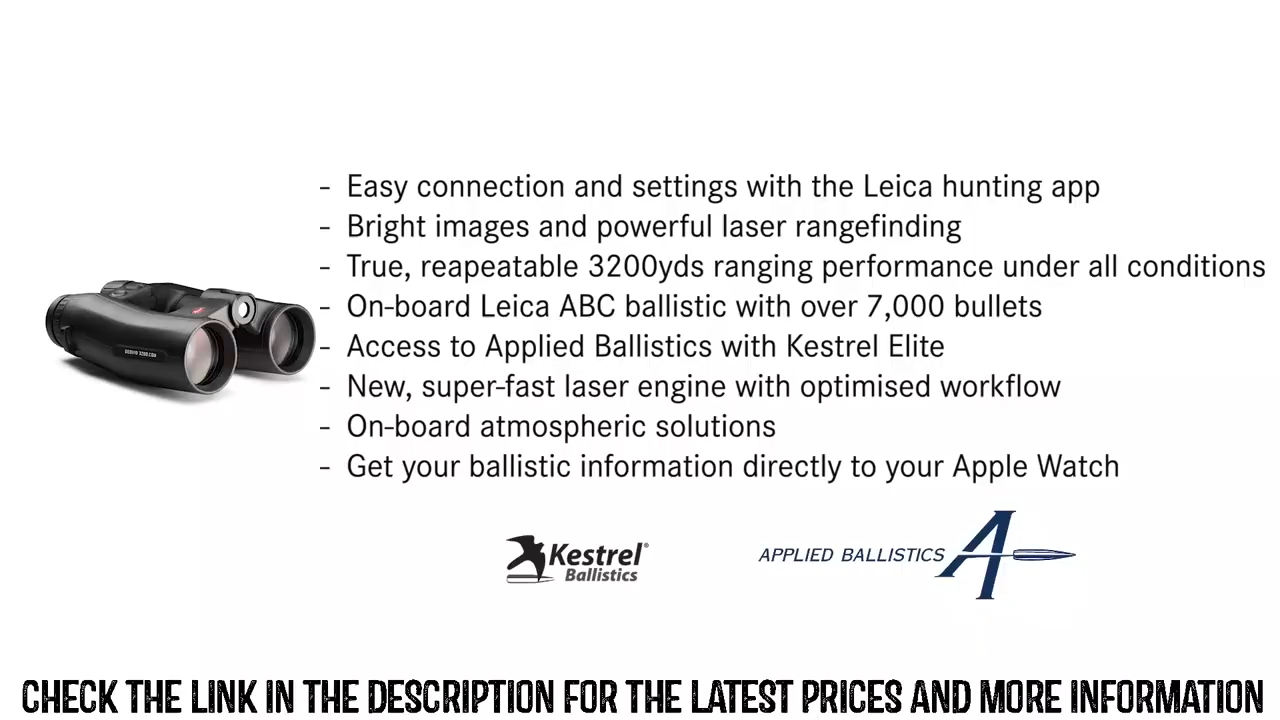 - Easy connection and settings with the Leica hunting app
- Bright images and powerful laser rangefinding
- True, reapeatable 3200yds ranging performance under all conditions
- On-board Leica ABC ballistic with over 7,000 bullets
- Access to Applied Ballistics with Kestrel Elite
- New, super-fast laser engine with optimised workflow
- On-board atmospheric solutions
- Get your ballistic information directly to your Apple Watch
Kestrel®
Ballistics
APPLIED BALLISTICS A
CHECK THE LINK IN THE DESCRIPTION FOR THE LATEST PRICES AND MORE INFORMATION